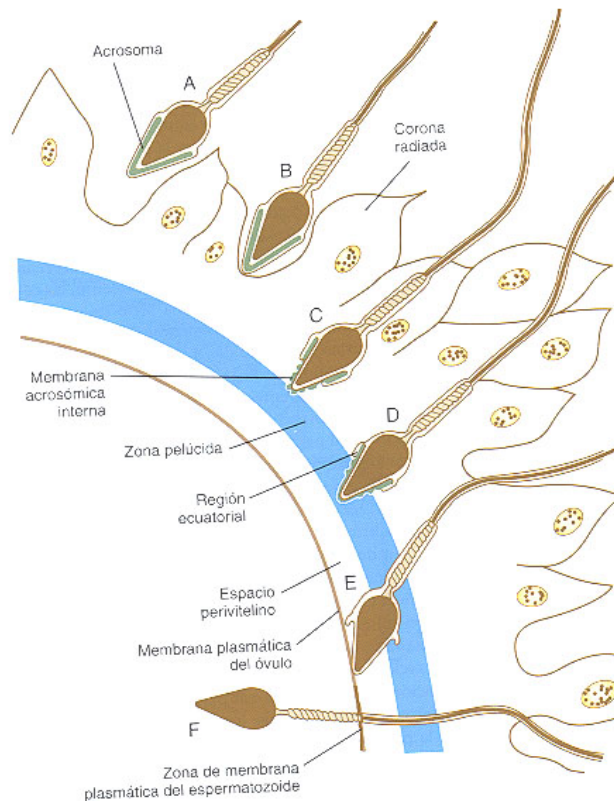 Acrosoma
A
B
Corona
radiada
C
Membrana
acrosómica
interna
D
Zona pelúcida
Región
ecuatorial
E
Espacio
perivitelino
Membrana plasmática
del óvulo
F
Zona de membrana
plasmática del espermatozoide